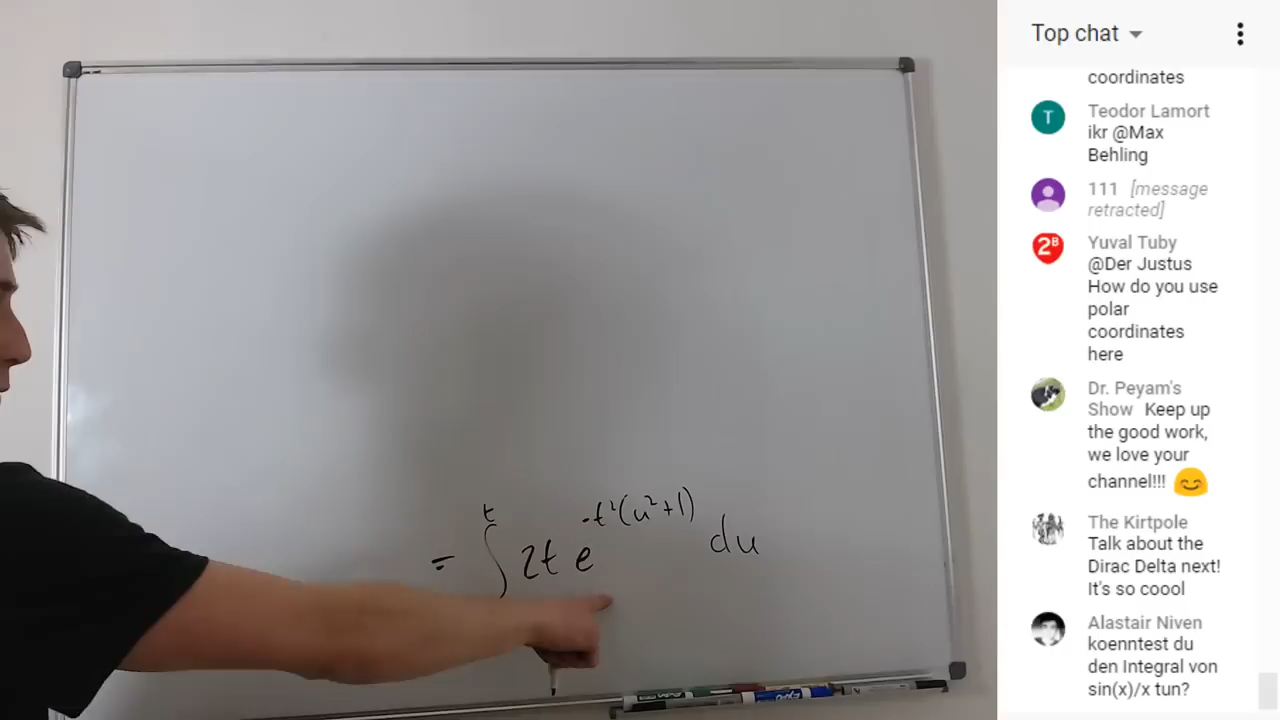 = ∫ᵗ 2t e^{-t²(u²+1)} du
Top chat
coordinates
T
Teodor Lamort
ikr @Max
Behling
111 [message
retracted]
2B
Yuval Tuby
@Der Justus
How do you use
polar
coordinates
here
Dr. Peyam's
Show Keep up
the good work,
we love your
channel!!!
The Kirtpole
Talk about the
Dirac Delta next!
It's so coool
Alastair Niven
koenntest du
den Integral von
sin(x)/x tun?